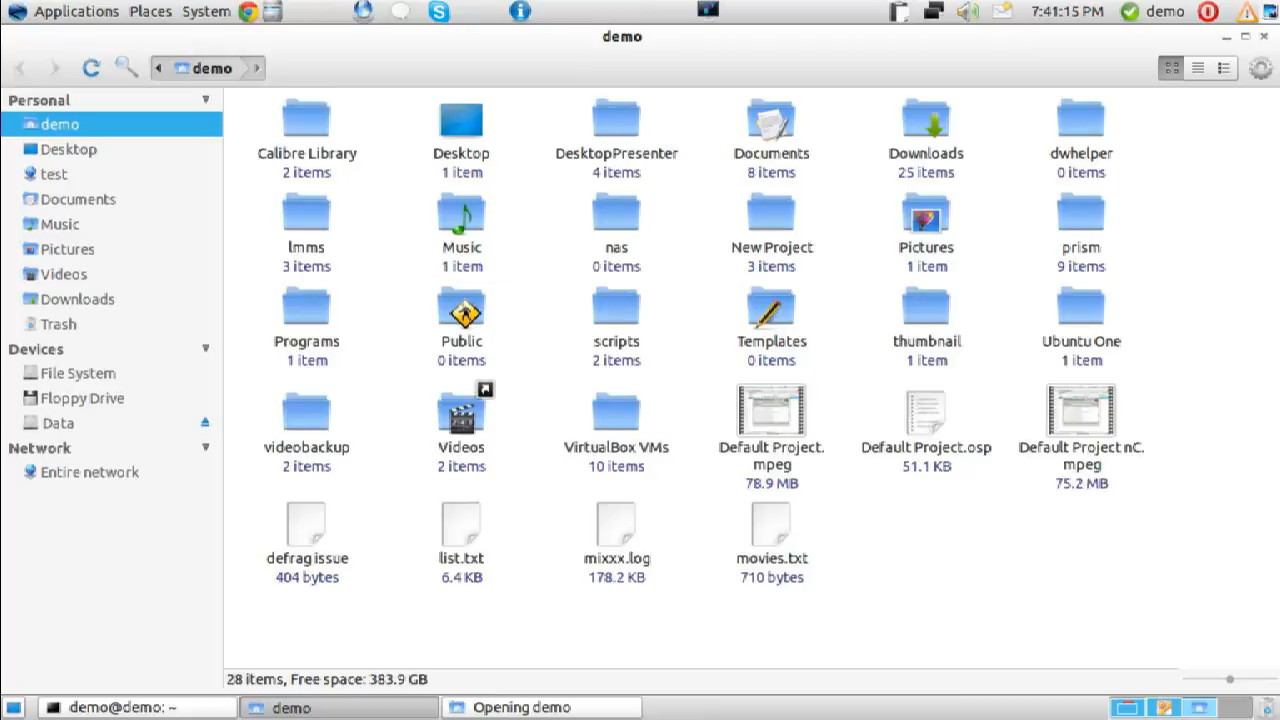 Applications Places System 7:41:15 PM demo
demo
demo
Personal
demo
Desktop
test
Documents
Music
Pictures
Videos
Downloads
Trash
Devices
File System
Floppy Drive
Data
Network
Entire network
Calibre Library Desktop DesktopPresenter Documents Downloads dwhelper
2 items 1 item 4 items 8 items 25 items 0 items
lmms Music nas New Project Pictures prism
3 items 1 item 0 items 3 items 1 item 9 items
Programs Public scripts Templates thumbnail Ubuntu One
1 item 0 items 2 items 0 items 1 item 1 item
videobackup Videos VirtualBox VMs Default Project. Default Project.osp Default Project nC.
2 items 2 items 10 items mpeg 51.1 KB mpeg
78.9 MB 75.2 MB
defrag issue list.txt mixxx.log movies.txt
404 bytes 6.4 KB 178.2 KB 710 bytes
28 items, Free space: 383.9 GB
demo@demo: ~ demo Opening demo